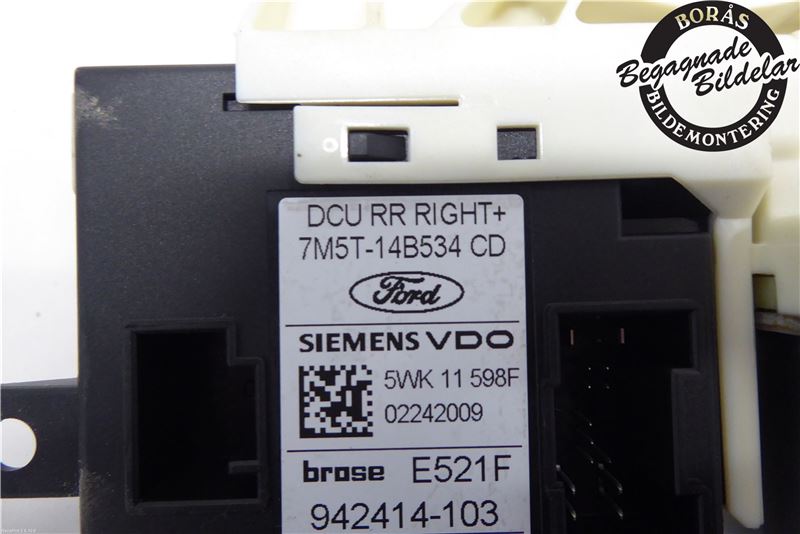 BORÅS
Begagnade
Bildelar
BILDEMONTERING
DCU RR RIGHT+
7M5T-14B534 CD
Ford
SIEMENS VDO
5WK 11 598F
02242009
brose E521F
942414-103